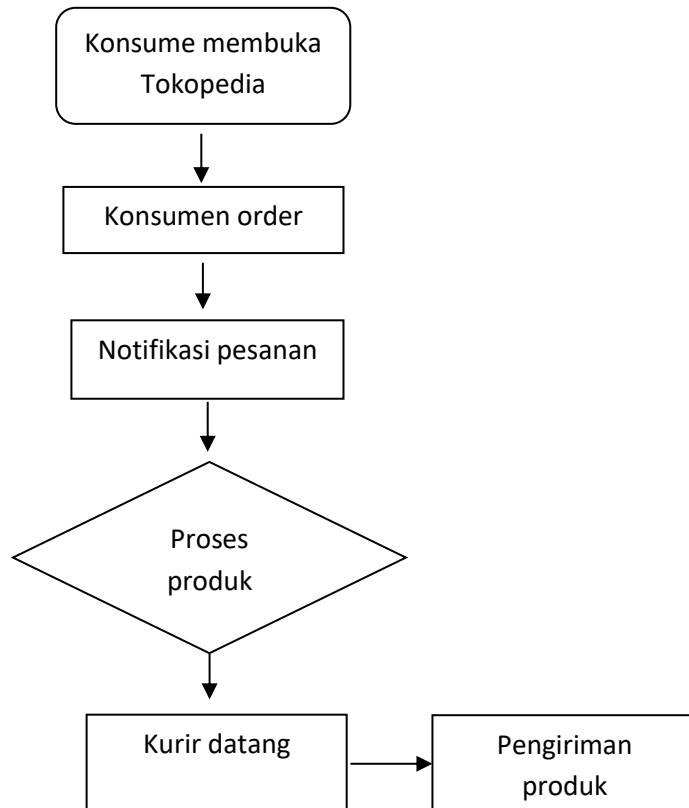 Konsume membuka
Tokopedia
Konsumen order
Notifikasi pesanan
Proses
produk
Kurir datang
Pengiriman
produk